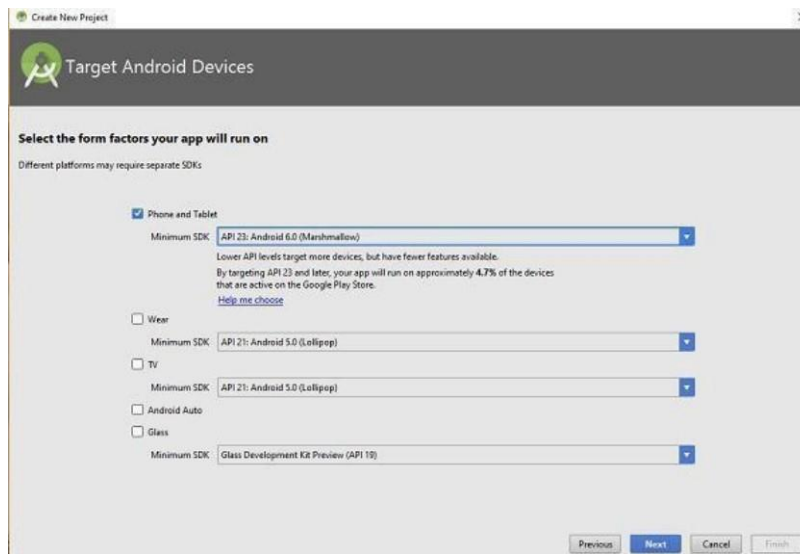 Create New Project
Target Android Devices
Select the form factors your app will run on
Different platforms may require separate SDKs
Phone and Tablet
Minimum SDK API 23: Android 6.0 (Marshmallow)
Lower API levels target more devices, but have fewer features available.
By targeting API 23 and later, your app will run on approximately 4.7% of the devices
that are active on the Google Play Store.
Help me choose
Wear
Minimum SDK API 21: Android 5.0 (Lollipop)
TV
Minimum SDK API 21: Android 5.0 (Lollipop)
Android Auto
Glass
Minimum SDK Glass Development Kit Preview (API 19)
Previous Next Cancel Finish